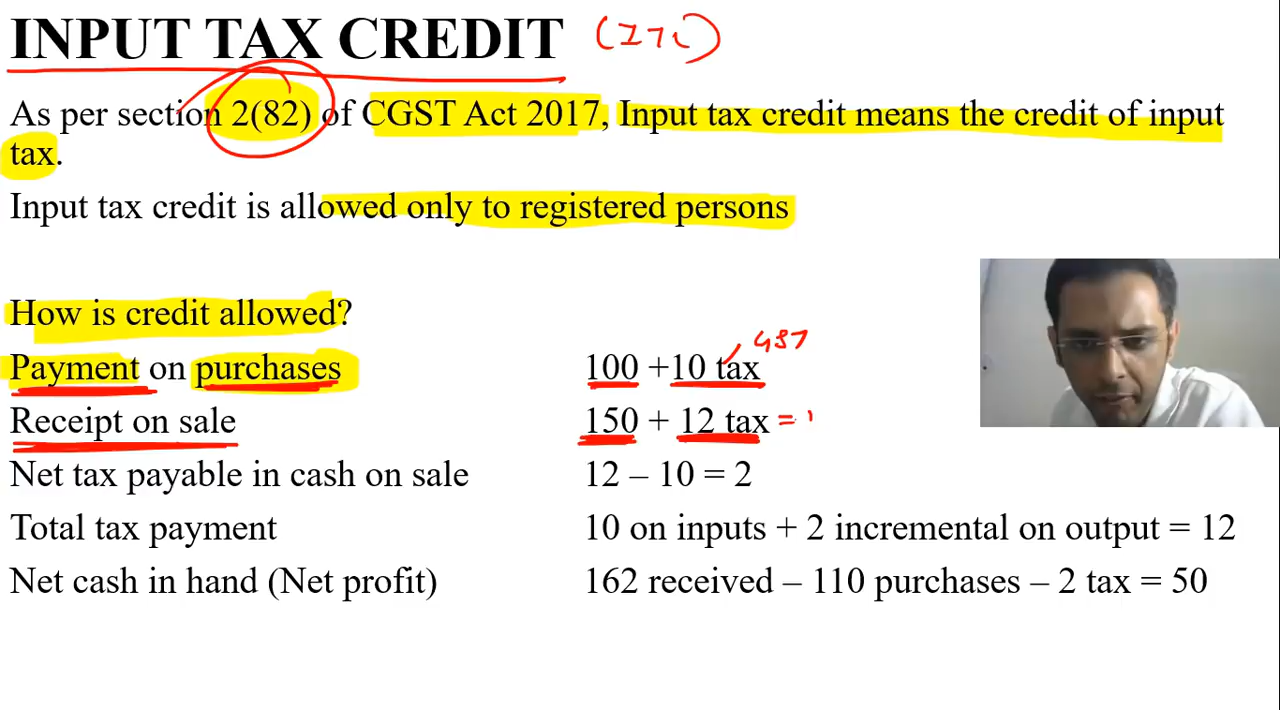 INPUT TAX CREDIT (ITC)
As per section 2(82) of CGST Act 2017, Input tax credit means the credit of input
tax.
Input tax credit is allowed only to registered persons
How is credit allowed?
Payment on purchases 100 +10 tax GST
Receipt on sale 150 + 12 tax =
Net tax payable in cash on sale 12 – 10 = 2
Total tax payment 10 on inputs + 2 incremental on output = 12
Net cash in hand (Net profit) 162 received – 110 purchases – 2 tax = 50